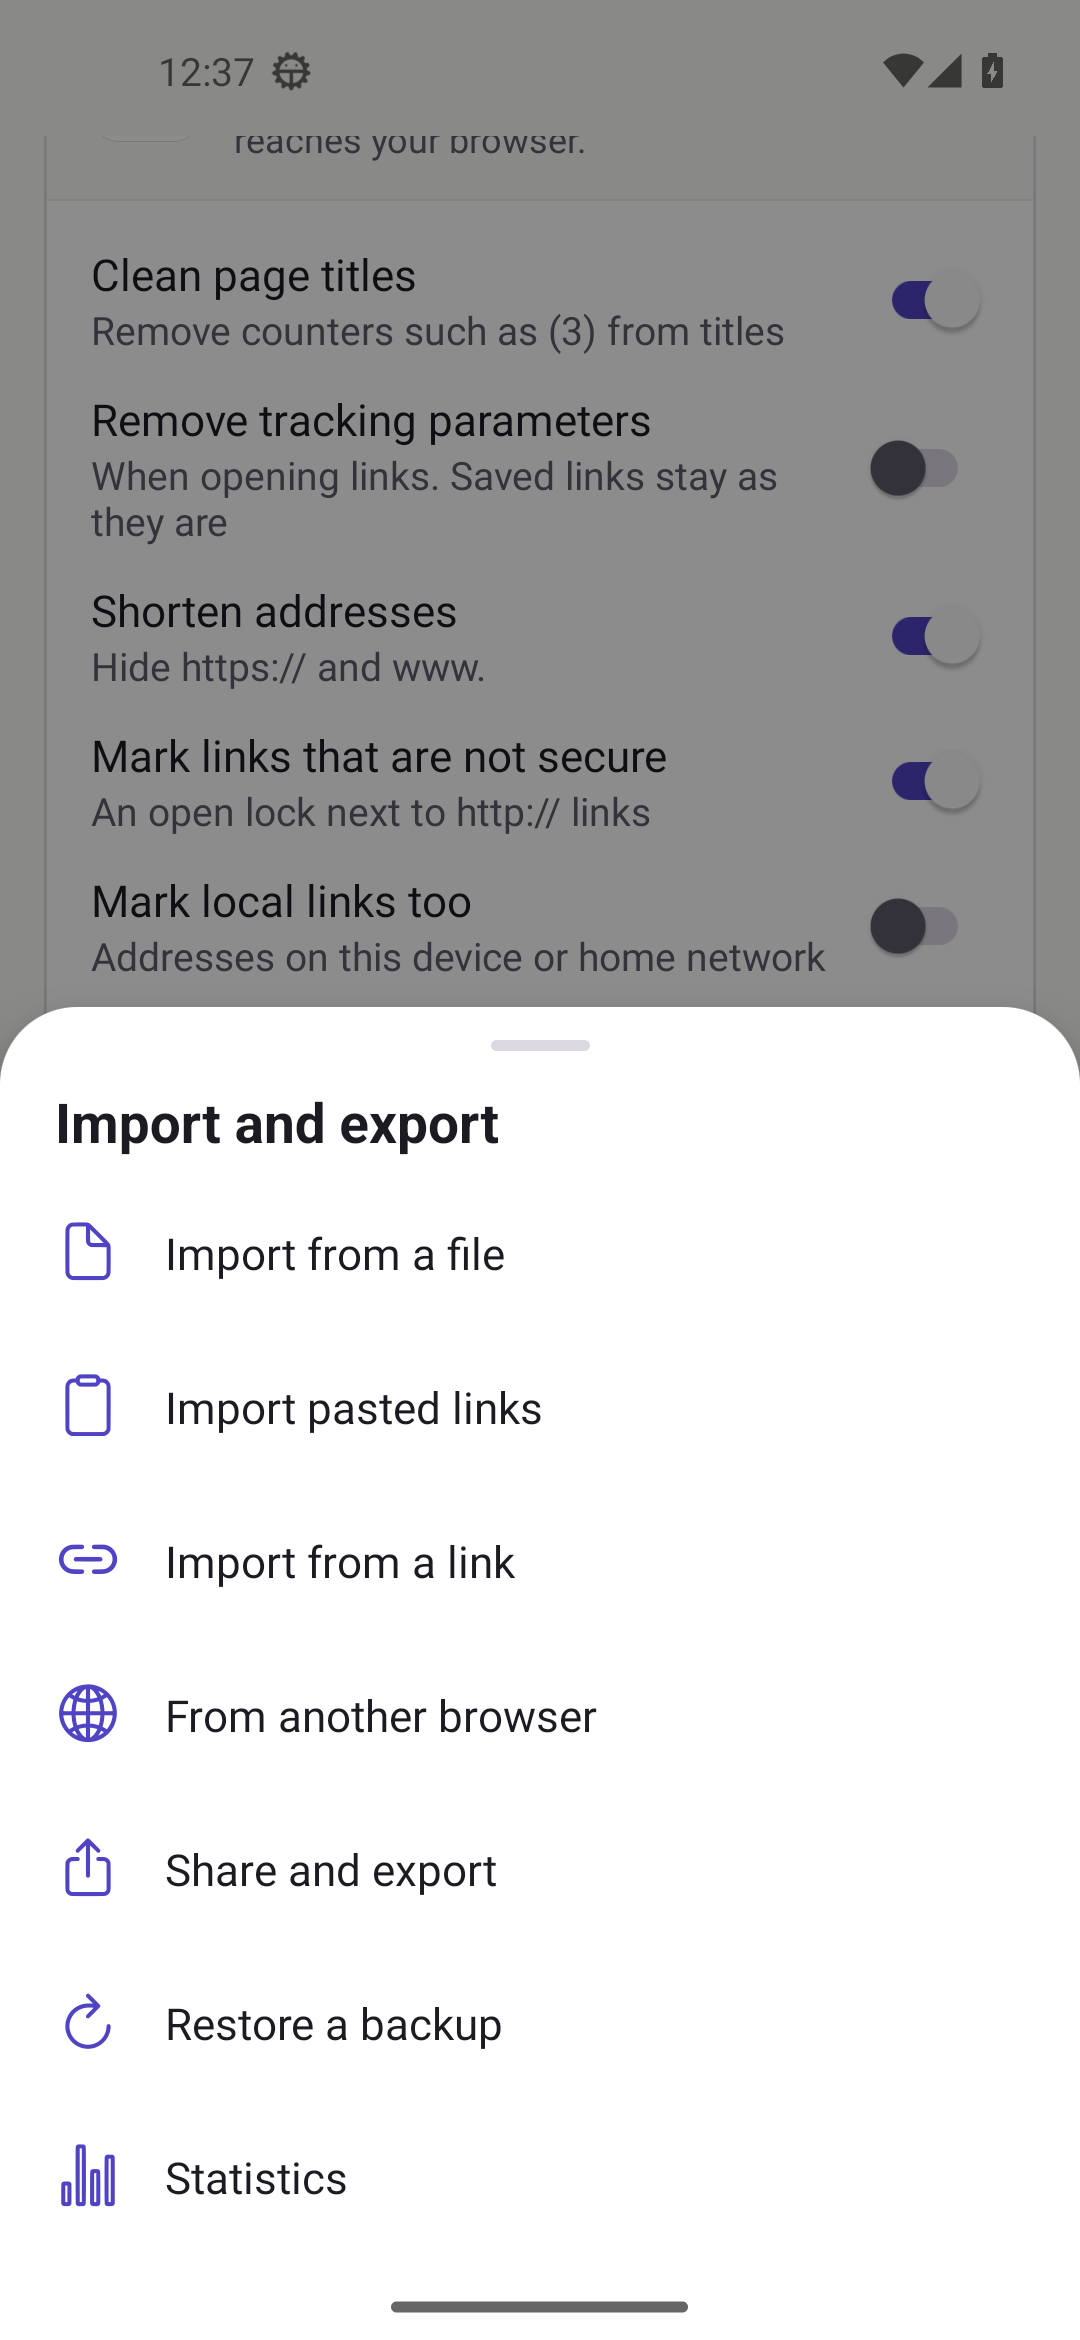 12:37
reaches your browser.
Clean page titles
Remove counters such as (3) from titles
Remove tracking parameters
When opening links. Saved links stay as
they are
Shorten addresses
Hide https:// and www.
Mark links that are not secure
An open lock next to http:// links
Mark local links too
Addresses on this device or home network
Import and export
Import from a file
Import pasted links
Import from a link
From another browser
Share and export
Restore a backup
Statistics